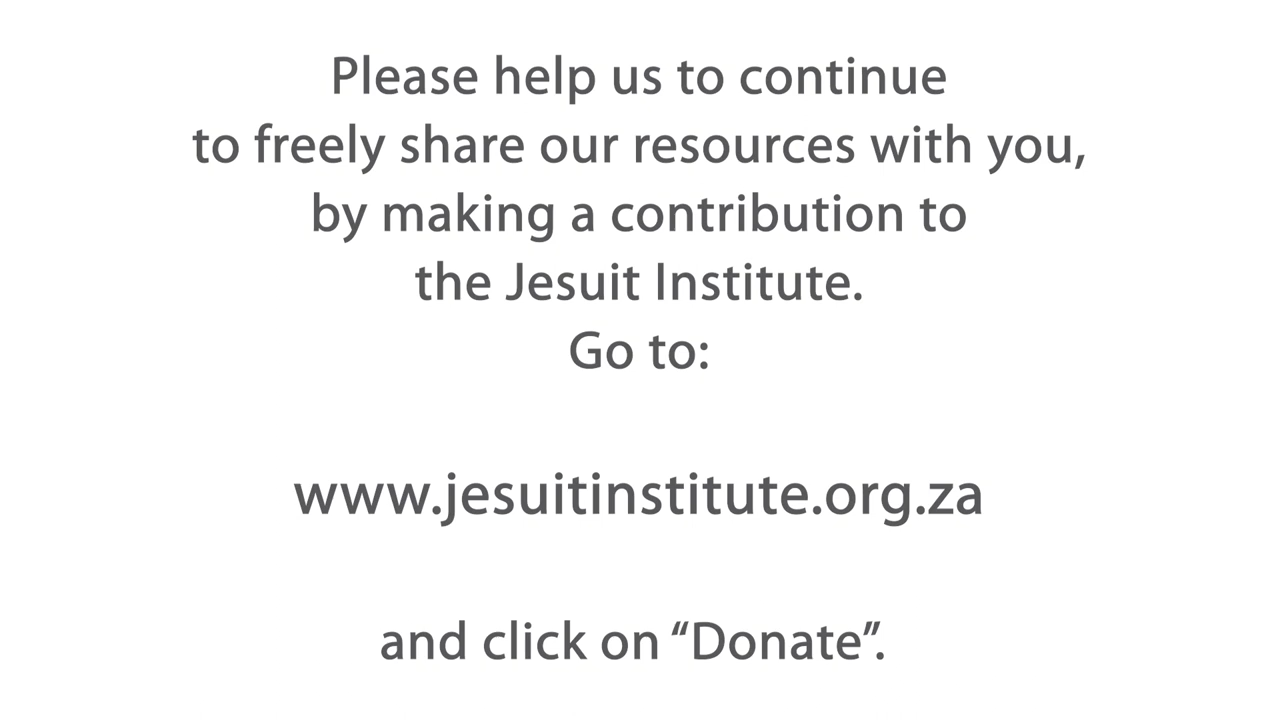 Please help us to continue
to freely share our resources with you,
by making a contribution to
the Jesuit Institute.
Go to:
www.jesuitinstitute.org.za
and click on “Donate”.